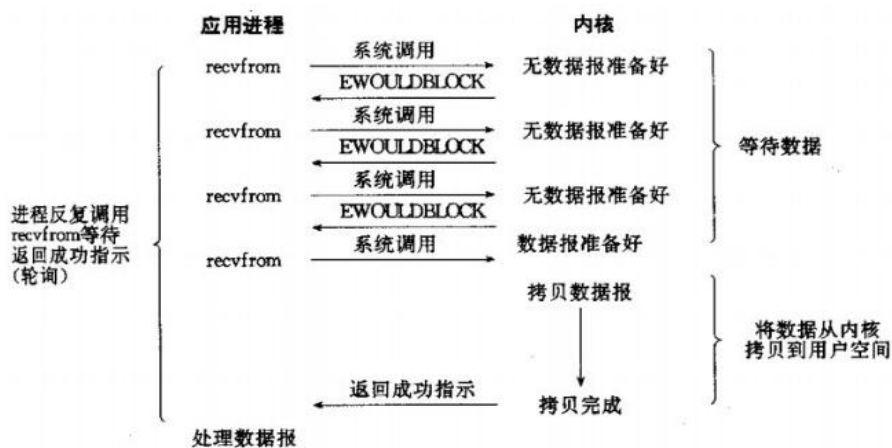 应用进程 内核
系统调用
recvfrom 无数据报准备好
EWOULDBLOCK
系统调用
recvfrom 无数据报准备好
EWOULDBLOCK
等待数据
系统调用
recvfrom 无数据报准备好
EWOULDBLOCK
进程反复调用
recvfrom等待
返回成功指示
(轮询)
系统调用
recvfrom 数据报准备好
拷贝数据报
将数据从内核
拷贝到用户空间
返回成功指示
拷贝完成
处理数据报